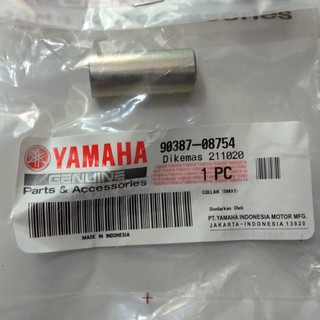 essories
YAMAHA
GENUINE
Parts & Accessories
MADE IN INDONESIA
90387-08754
Dikemas 211020
1 PC
Diedarkan Oleh
PT. YAMAHA INDONESIA MOTOR MFG.
JAKARTA-INDONESIA 13920